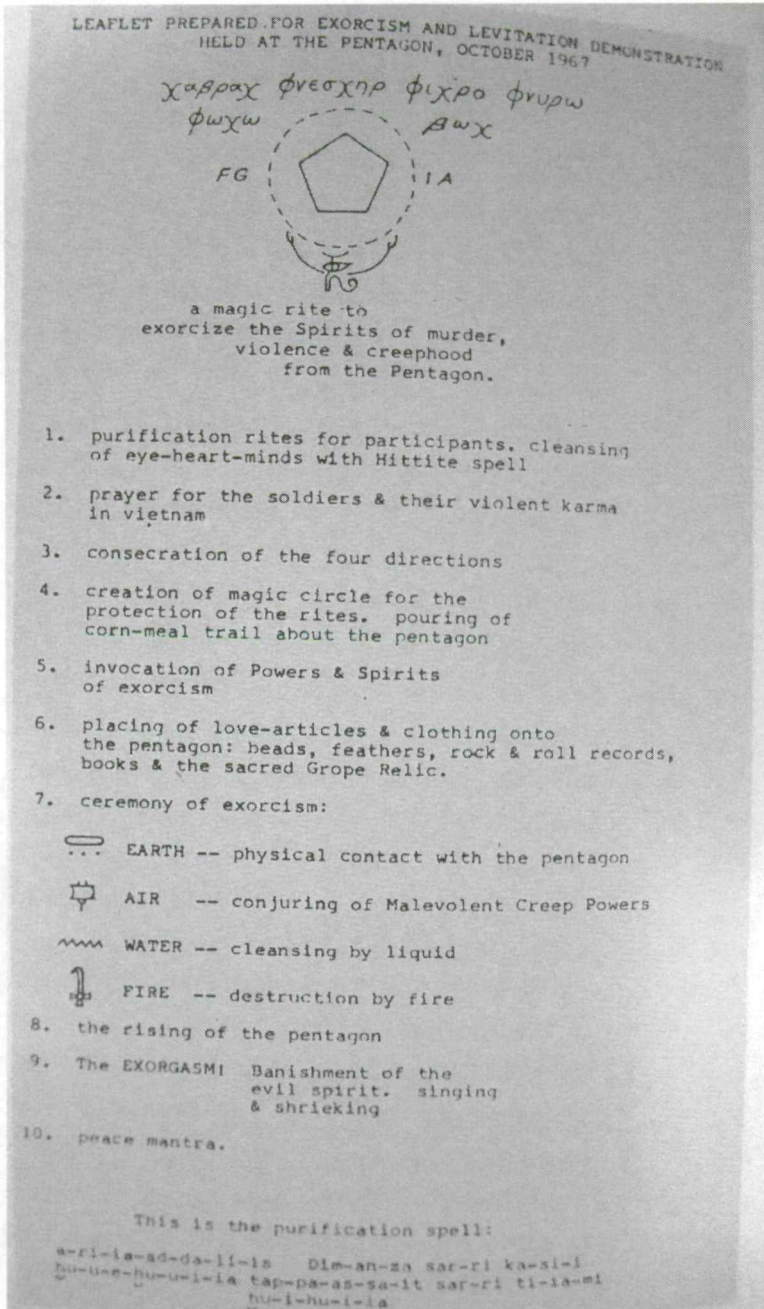 LEAFLET PREPARED FOR EXORCISM AND LEVITATION DEMONSTRATION
HELD AT THE PENTAGON, OCTOBER 1967
χαβραχ φνεσχηρ φιχρο φνυρω
φωχω βωχ
FG IA
a magic rite to
exorcize the Spirits of murder,
violence & creephood
from the Pentagon.
1. purification rites for participants. cleansing
of eye-heart-minds with Hittite spell
2. prayer for the soldiers & their violent karma
in vietnam
3. consecration of the four directions
4. creation of magic circle for the
protection of the rites. pouring of
corn-meal trail about the pentagon
5. invocation of Powers & Spirits
of exorcism
6. placing of love-articles & clothing onto
the pentagon: beads, feathers, rock & roll records,
books & the sacred Grope Relic.
7. ceremony of exorcism:
EARTH -- physical contact with the pentagon
AIR -- conjuring of Malevolent Creep Powers
WATER -- cleansing by liquid
FIRE -- destruction by fire
8. the rising of the pentagon
9. The EXORGASM! Banishment of the
evil spirit. singing
& shrieking
10. peace mantra.
This is the purification spell:
a-ri-ia-ad-da-li-is Dim-an-za sar-ri ka-si-i
hu-u-e-hu-u-i-ia tap-pa-as-sa-it sar-ri ti-ia-mi
hu-i-hu-i-ia